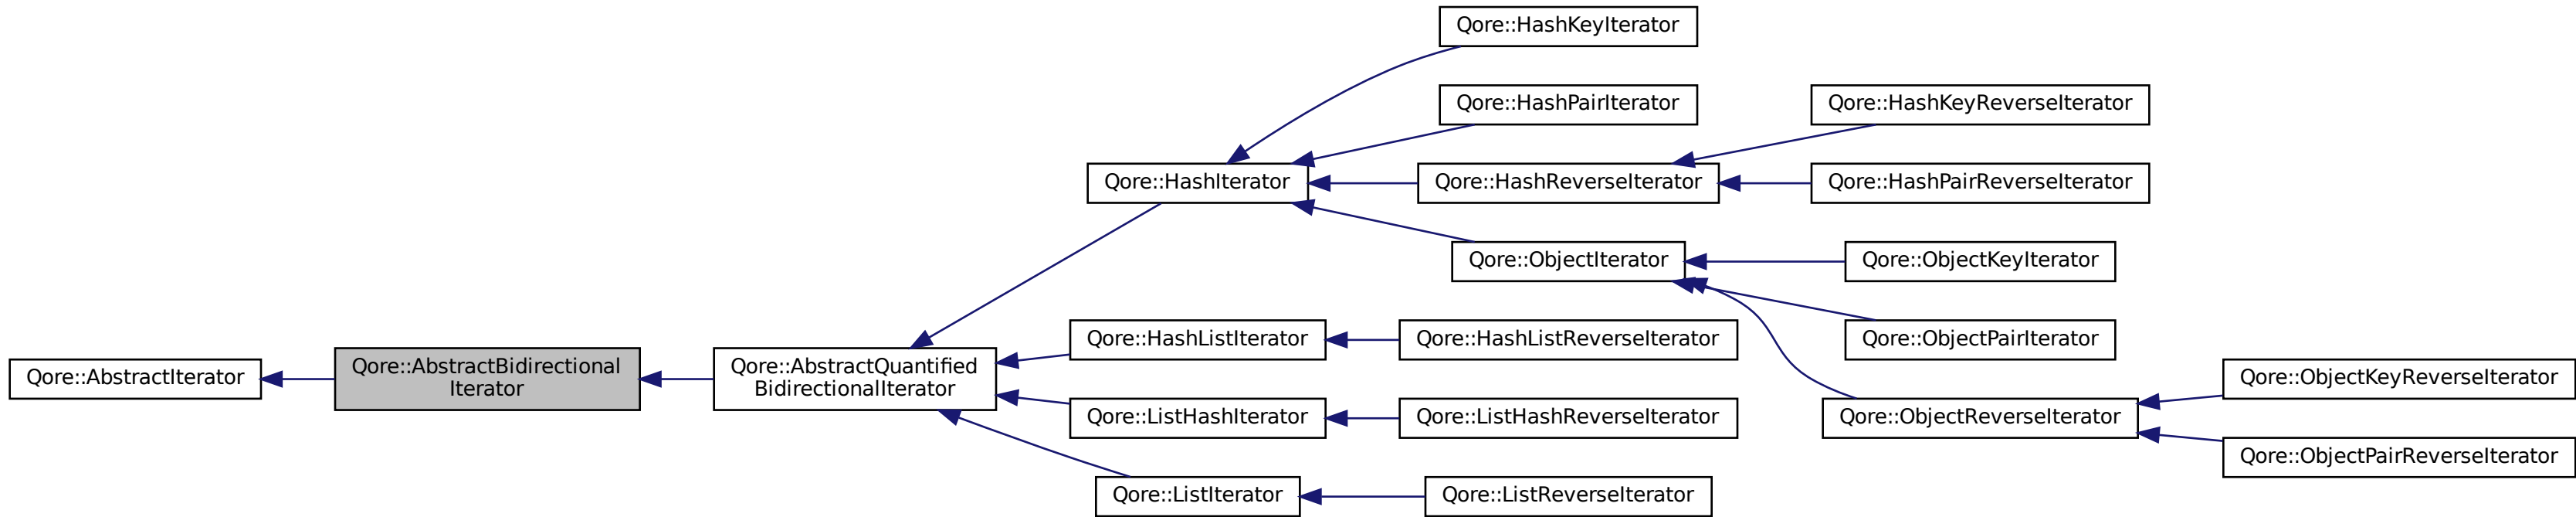 Qore::HashKeyIterator
Qore::HashPairIterator
Qore::HashKeyReverseIterator
Qore::HashIterator
Qore::HashReverseIterator
Qore::HashPairReverseIterator
Qore::ObjectIterator
Qore::ObjectKeyIterator
Qore::HashListIterator
Qore::HashListReverseIterator
Qore::ObjectPairIterator
Qore::AbstractIterator
Qore::AbstractBidirectional
Iterator
Qore::AbstractQuantified
BidirectionalIterator
Qore::ObjectKeyReverseIterator
Qore::ListHashIterator
Qore::ListHashReverseIterator
Qore::ObjectReverseIterator
Qore::ObjectPairReverseIterator
Qore::ListIterator
Qore::ListReverseIterator